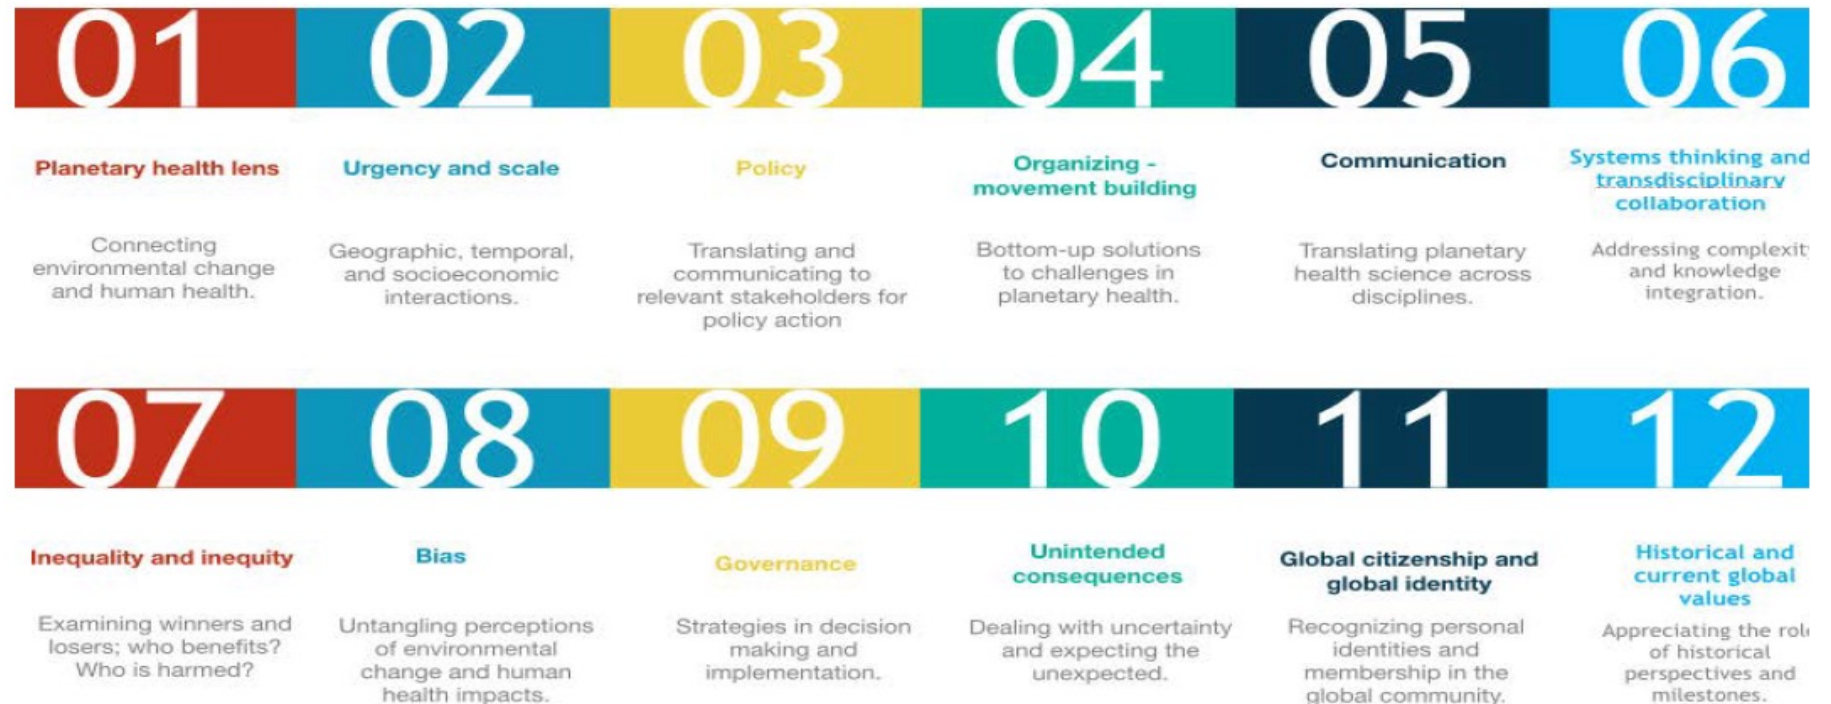 01
02
03
04
05
06
Planetary health lens
Connecting
environmental change
and human health.
Urgency and scale
Geographic, temporal,
and socioeconomic
interactions.
Policy
Translating and
communicating to
relevant stakeholders for
policy action
Organizing -
movement building
Bottom-up solutions
to challenges in
planetary health.
Communication
Translating planetary
health science across
disciplines.
Systems thinking and
transdisciplinary
collaboration
Addressing complexit
and knowledge
integration.
07
08
09
10
11
12
Inequality and inequity
Examining winners and
losers; who benefits?
Who is harmed?
Bias
Untangling perceptions
of environmental
change and human
health impacts.
Governance
Strategies in decision
making and
implementation.
Unintended
consequences
Dealing with uncertainty
and expecting the
unexpected.
Global citizenship and
global identity
Recognizing personal
identities and
membership in the
global community.
Historical and
current global
values
Appreciating the role
of historical
perspectives and
milestones.